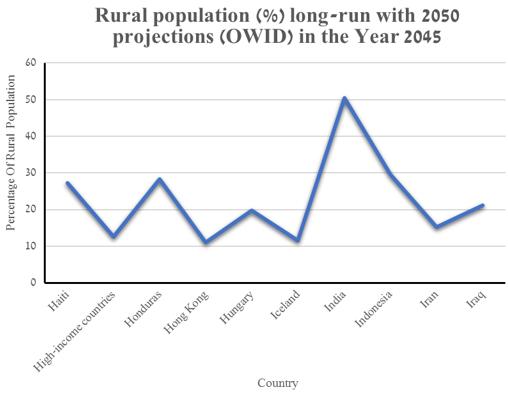 Rural population (%) long-run with 2050
projections (OWID) in the Year 2045
Percentage Of Rural Population
60
50
40
30
20
10
0
Haiti
High-income countries
Honduras
Hong Kong
Hungary
Iceland
India
Indonesia
Iran
Iraq
Country